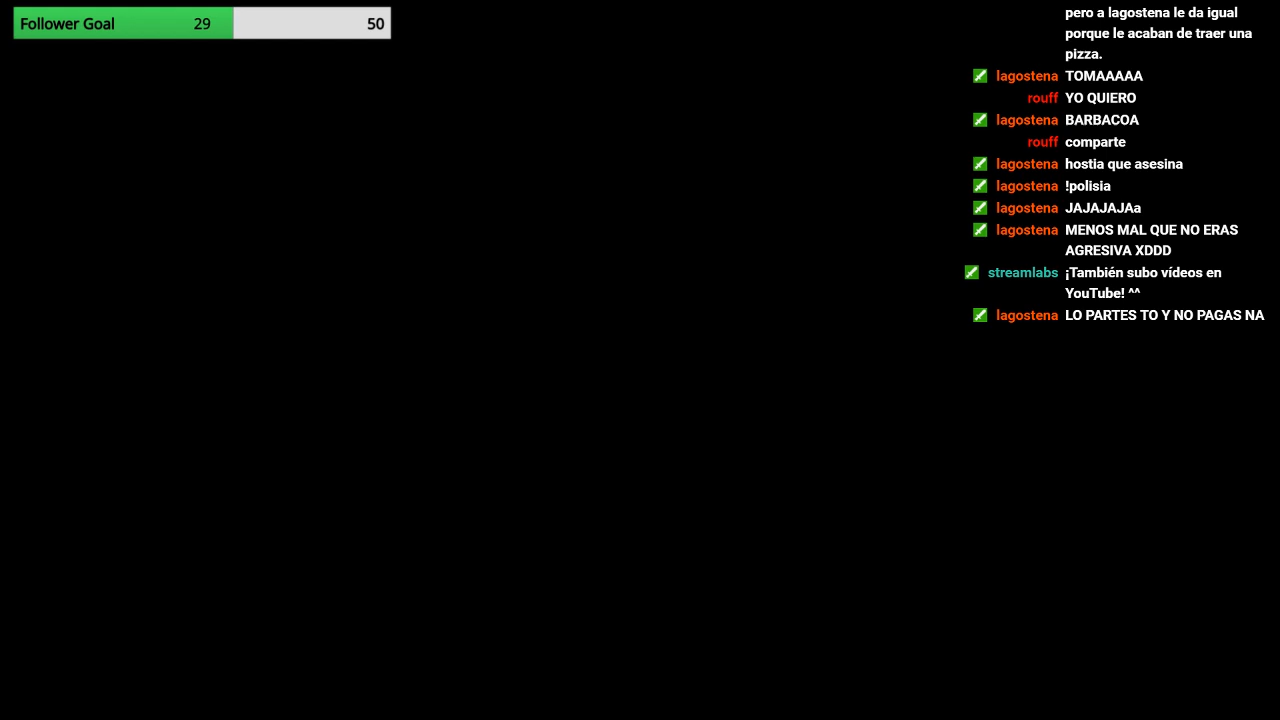 Follower Goal 29 50
pero a lagostena le da igual
porque le acaban de traer una
pizza.
lagostena TOMAAAAA
rouff YO QUIERO
lagostena BARBACOA
rouff comparte
lagostena hostia que asesina
lagostena !polisia
lagostena JAJAJAJAa
lagostena MENOS MAL QUE NO ERAS
AGRESIVA XDDD
streamlabs ¡También subo vídeos en
YouTube! ^^
lagostena LO PARTES TO Y NO PAGAS NA